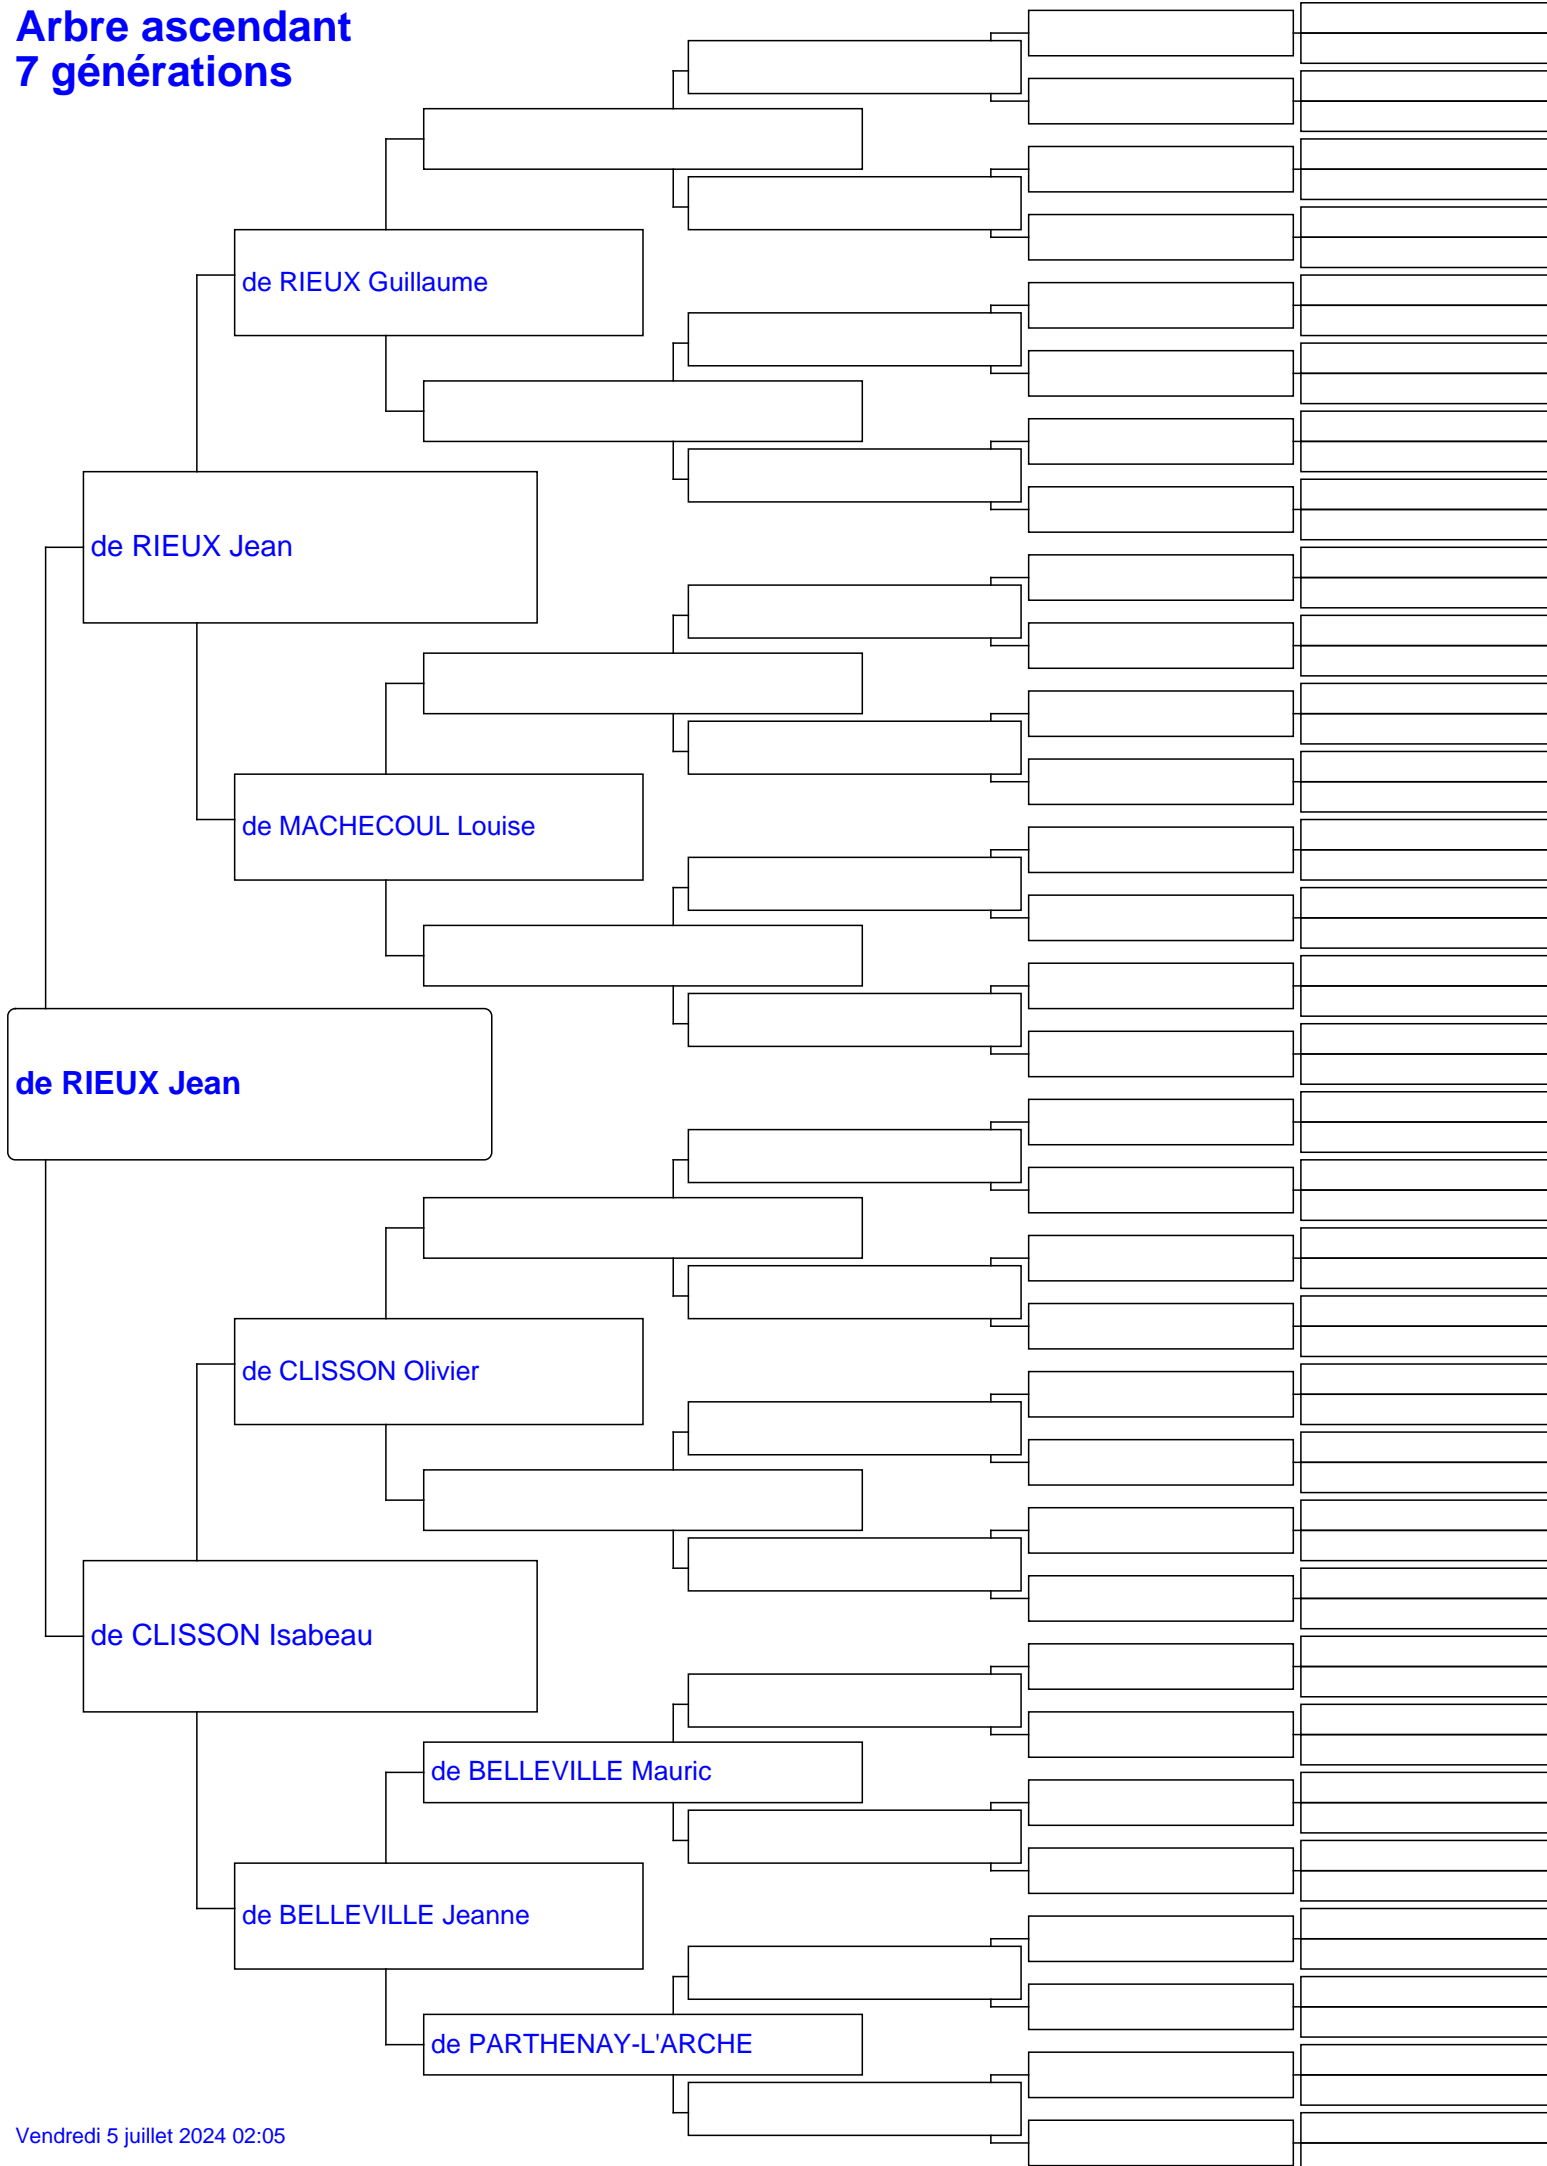 Arbre ascendant
7 générations
de RIEUX Guillaume
de RIEUX Jean
de MACHECOUL Louise
de RIEUX Jean
de CLISSON Olivier
de CLISSON Isabeau
de BELLEVILLE Mauric
de BELLEVILLE Jeanne
de PARTHENAY-L'ARCHE
Vendredi 5 juillet 2024 02:05